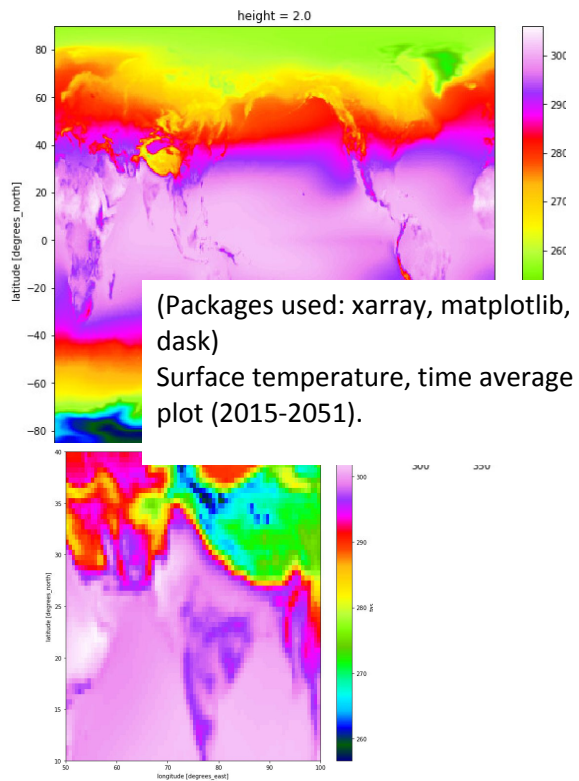 height = 2.0
80
60
40
20
0
−20
−40
−60
−80
latitude [degrees_north]
300
290
280
270
(Packages used: xarray, matplotlib,
dask)
Surface temperature, time average
plot (2015-2051).
300 350
40
35
30
25
20
15
10
latitude [degrees_north]
50 60 70 80 90 100
longitude [degrees_east]
300
290
280
270
260
tas